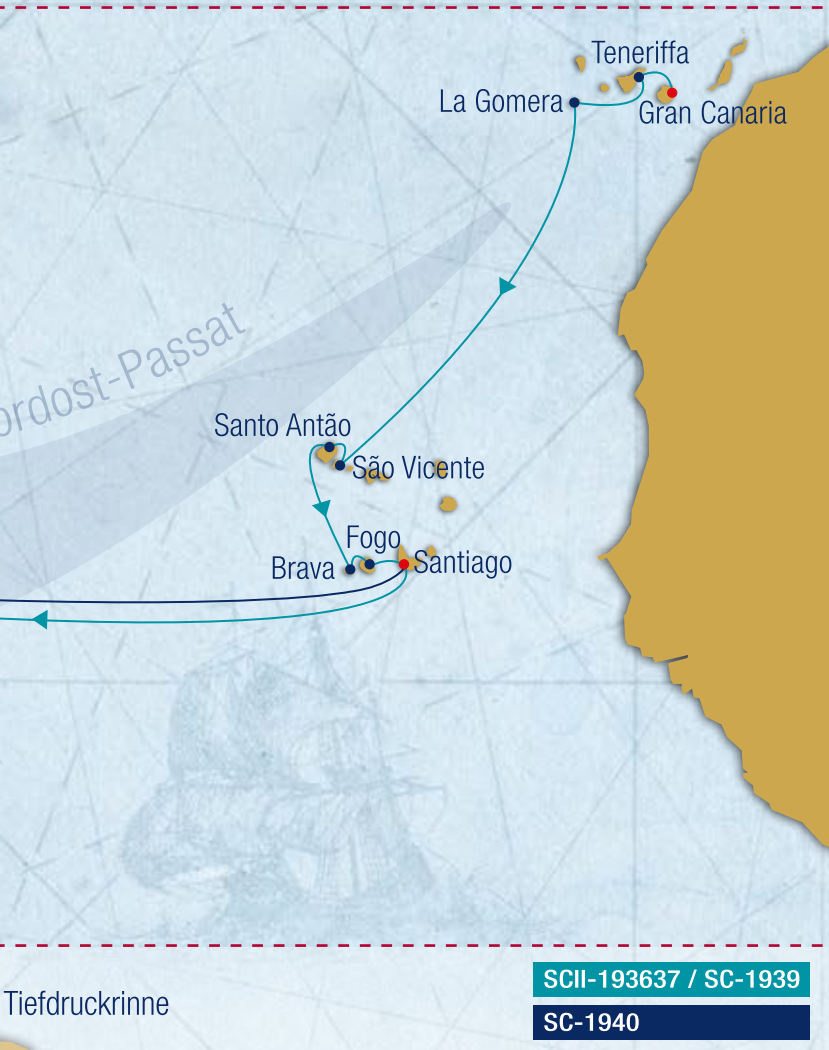 Teneriffa
La Gomera
Gran Canaria
ordost-Passat
Santo Antão
São Vicente
Fogo
Brava
Santiago
SCII-193637 / SC-1939
Tiefdruckrinne
SC-1940